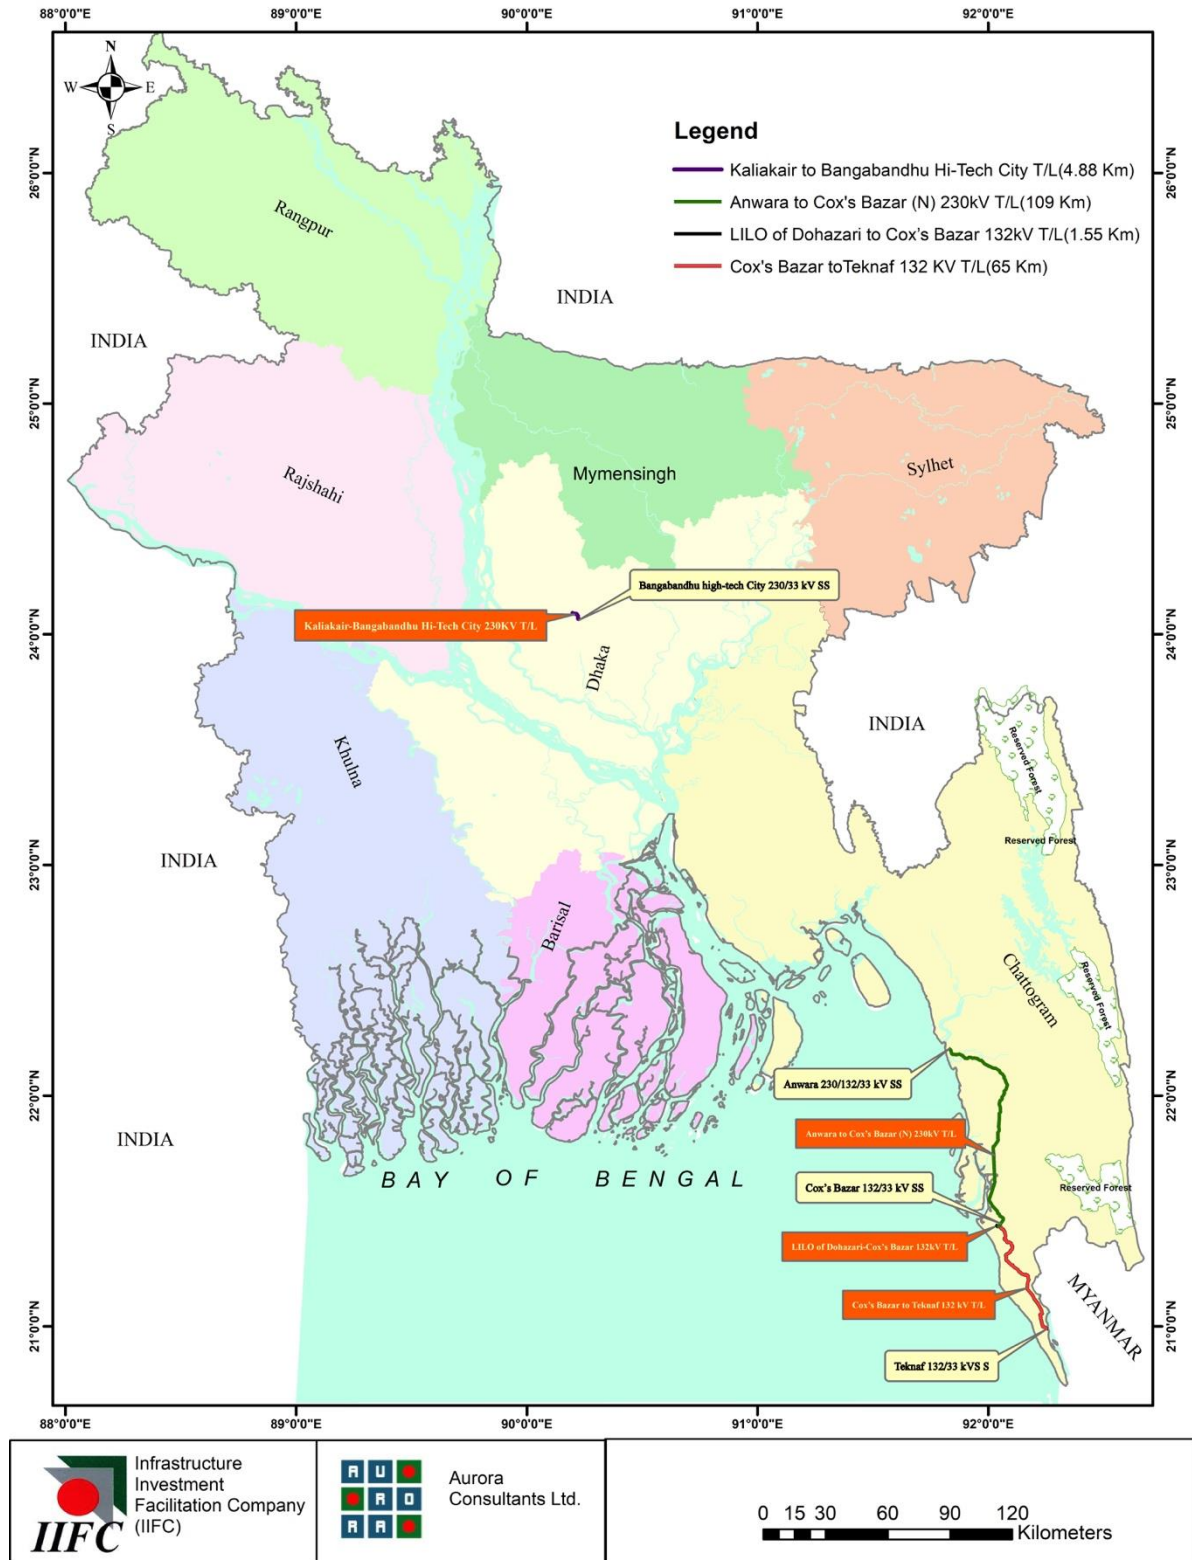 88°0'0"E
89°0'0"E
90°0'0"E
91°0'0"E
92°0'0"E
N
W
E
S
26°0'0"N
26°0'0"N
Legend
Kaliakair to Bangabandhu Hi-Tech City T/L(4.88 Km)
Anwara to Cox's Bazar (N) 230kV T/L(109 Km)
LILO of Dohazari to Cox's Bazar 132kV T/L(1.55 Km)
Cox's Bazar toTeknaf 132 KV T/L(65 Km)
Rangpur
INDIA
INDIA
25°0'0"N
25°0'0"N
Rajshahi
Mymensingh
Sylhet
Bangabandhu high-tech City 230/33 kV SS
Kaliakair-Bangabandhu Hi-Tech City 230KV T/L
24°0'0"N
24°0'0"N
Dhaka
INDIA
Khulna
Reserved Forest
Reserved Forest
INDIA
23°0'0"N
23°0'0"N
Barisal
Chattogram
Reserved Forest
Anwara 230/132/33 kV SS
22°0'0"N
22°0'0"N
INDIA
Anwara to Cox's Bazar (N) 230kV T/L
BAY OF BENGAL
Cox's Bazar 132/33 kV SS
Reserved Forest
LILO of Dohazari-Cox's Bazar 132kV T/L
Cox's Bazar to Teknaf 132 kV T/L
MYANMAR
21°0'0"N
21°0'0"N
Teknaf 132/33 kVS S
88°0'0"E
89°0'0"E
90°0'0"E
91°0'0"E
92°0'0"E
IIFC
Infrastructure
Investment
Facilitation Company
(IIFC)
AU
RO
RA
Aurora
Consultants Ltd.
0 15 30 60 90 120
Kilometers